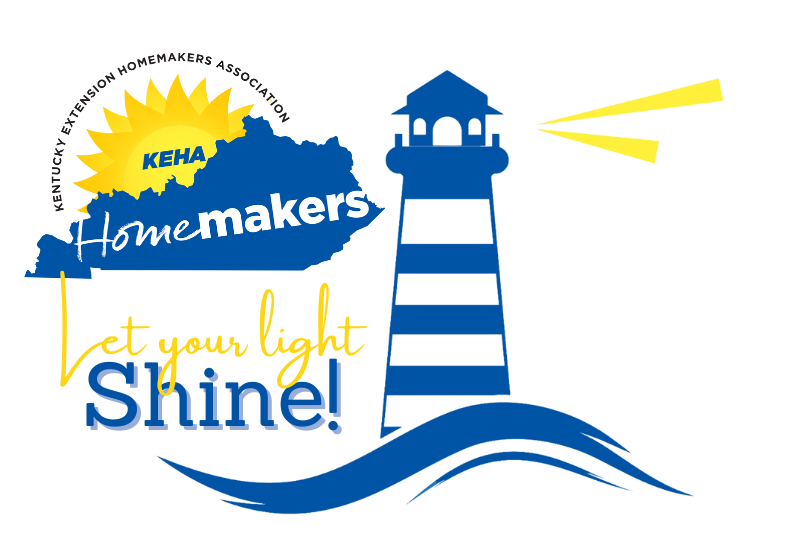 KENTUCKY EXTENSION HOMEMAKERS ASSOCIATION
KEHA
Homemakers
Let your light
Shine!